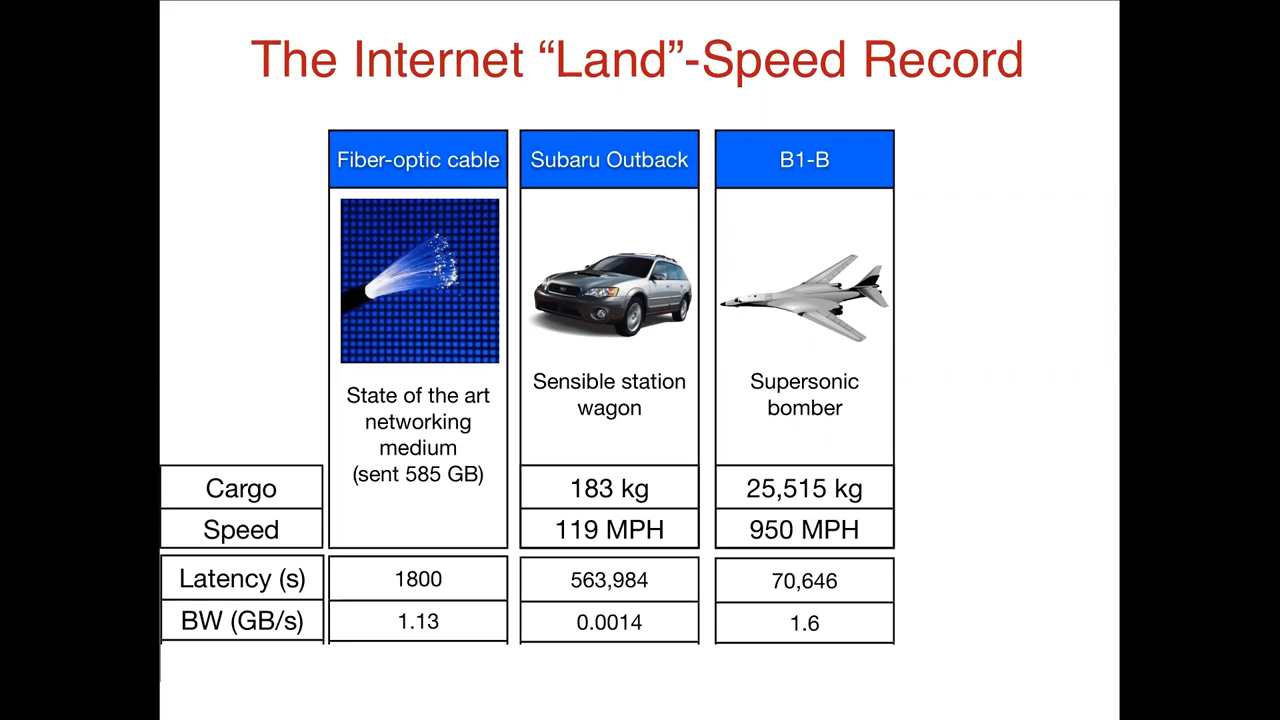 The Internet “Land”-Speed Record
Fiber-optic cable
Subaru Outback
B1-B
State of the art
networking
medium
(sent 585 GB)
Sensible station
wagon
Supersonic
bomber
Cargo
183 kg
25,515 kg
Speed
119 MPH
950 MPH
Latency (s)
1800
563,984
70,646
BW (GB/s)
1.13
0.0014
1.6